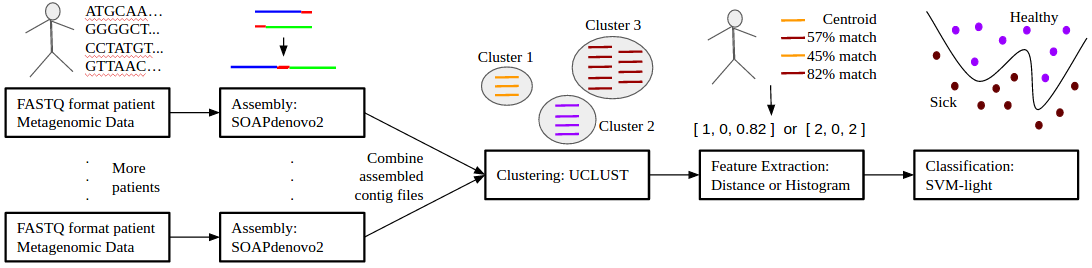 ATGCAA…
GGGGCT...
CCTATGT...
GTTAAC…
FASTQ format patient
Metagenomic Data
Assembly:
SOAPdenovo2
.
.
.
More
patients
.
.
.
Combine
assembled
contig files
FASTQ format patient
Metagenomic Data
Assembly:
SOAPdenovo2
Cluster 1
Cluster 3
Cluster 2
Clustering: UCLUST
Centroid
57% match
45% match
82% match
[ 1, 0, 0.82 ] or [ 2, 0, 2 ]
Feature Extraction:
Distance or Histogram
Healthy
Sick
Classification:
SVM-light